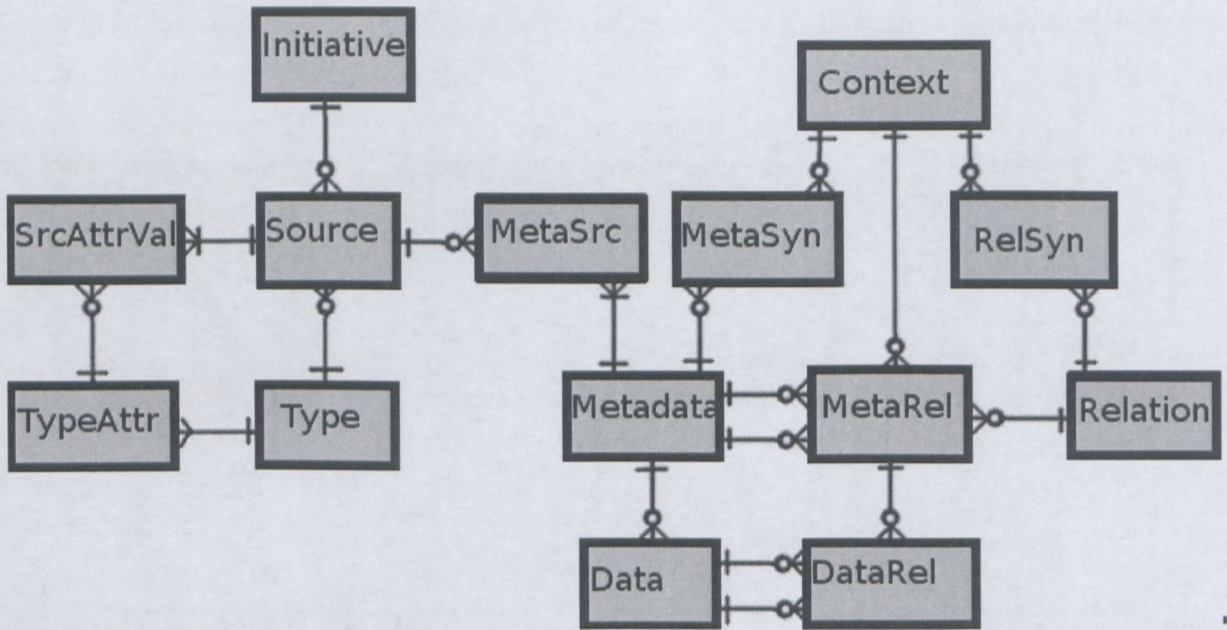 Initiative
Context
SrcAttrVal
Source
MetaSrc
MetaSyn
RelSyn
TypeAttr
Type
Metadata
MetaRel
Relation
Data
DataRel